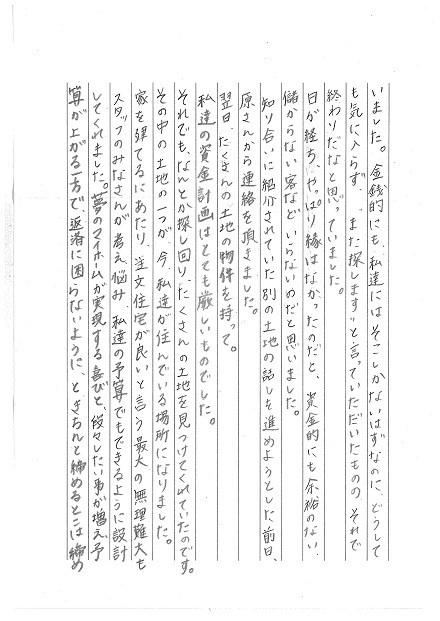 いました。金銭的にも、私達にはそこしかないはずなのに、どうして
も気に入らず、"また探します"と言っていただいたものの、それで
終わりだなと思っていました。
日が経ち、やっぱり縁はなかったのだと、資金的にも余裕のない、
儲からない客などいらないのだと思いました。
知り合いに紹介されていた別の土地の話しを進めようとした前日、
原さんから連絡を頂きました。
翌日、たくさんの土地の物件を持って。
私達の資金計画はとても厳しいものでした。
それでも、なんとか探し回り、たくさんの土地を見つけてくれていたのです。
その中の土地の一つが、今、私達が住んでいる場所になりました。
家を建てるにあたり、注文住宅が良いと言う最大の無理難大も
スタッフのみなさんが考え悩み、私達の予算でもできるように設計
してくれました。夢のマイホームが実現する喜びと、段々したい事が増え、予
算が上がる一方で、返済に困らないように、ときちんと締めるとこは締め